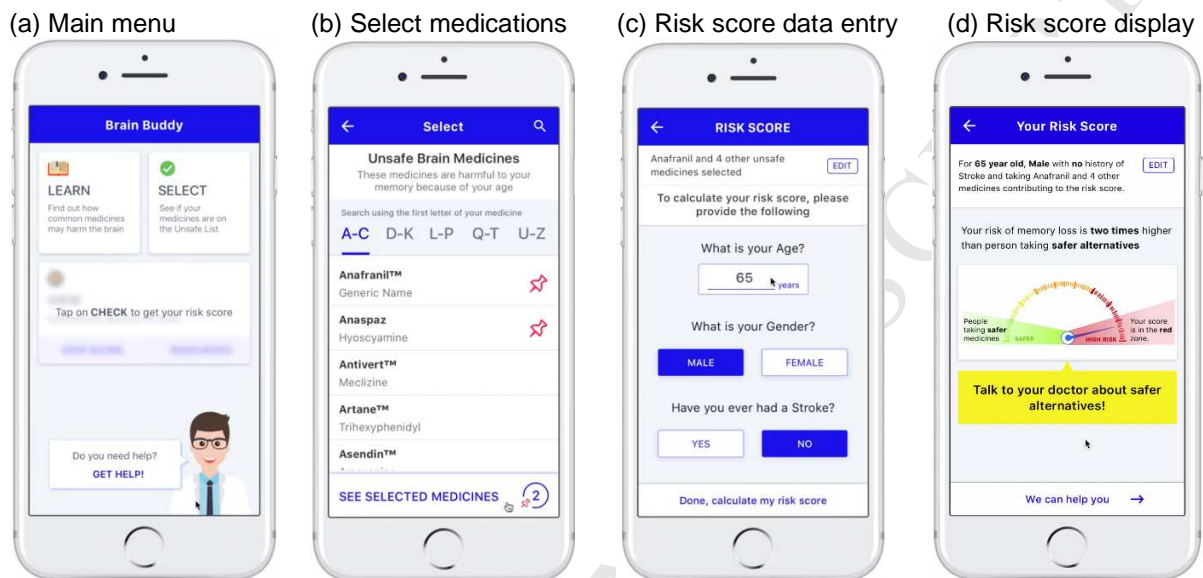 (a) Main menu
Brain Buddy
LEARN
Find out how
common medicines
may harm the brain
SELECT
See if your
medicines are on
the Unsafe List
Tap on CHECK to get your risk score
Do you need help?
GET HELP!
(b) Select medications
Select
Unsafe Brain Medicines
These medicines are harmful to your
memory because of your age
Search using the first letter of your medicine
A-C D-K L-P Q-T U-Z
Anafranil™
Generic Name
Anaspaz
Hyoscyamine
Antivert™
Meclizine
Artane™
Trihexyphenidyl
Asendin™
SEE SELECTED MEDICINES 2
(c) Risk score data entry
RISK SCORE
Anafranil and 4 other unsafe
medicines selected
EDIT
To calculate your risk score, please
provide the following
What is your Age?
65 years
What is your Gender?
MALE FEMALE
Have you ever had a Stroke?
YES NO
Done, calculate my risk score
(d) Risk score display
Your Risk Score
For 65 year old, Male with no history of
Stroke and taking Anafranil and 4 other
medicines contributing to the risk score.
EDIT
Your risk of memory loss is two times higher
than person taking safer alternatives
People
taking safer
medicines
SAFER
HIGH RISK
Your score
is in the red
zone.
Talk to your doctor about safer
alternatives!
We can help you →